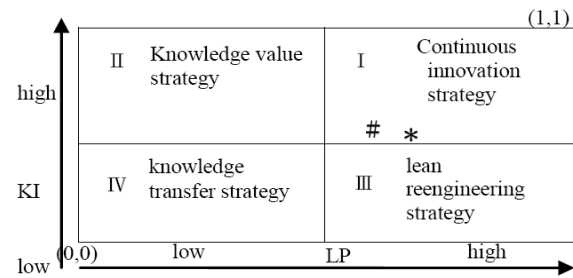 (1,1)
Ⅱ Knowledge value
strategy
Ⅰ Continuous
innovation
strategy
high
# *
Ⅳ knowledge
transfer strategy
Ⅲ lean
reengineering
strategy
KI
low
(0,0) low LP high